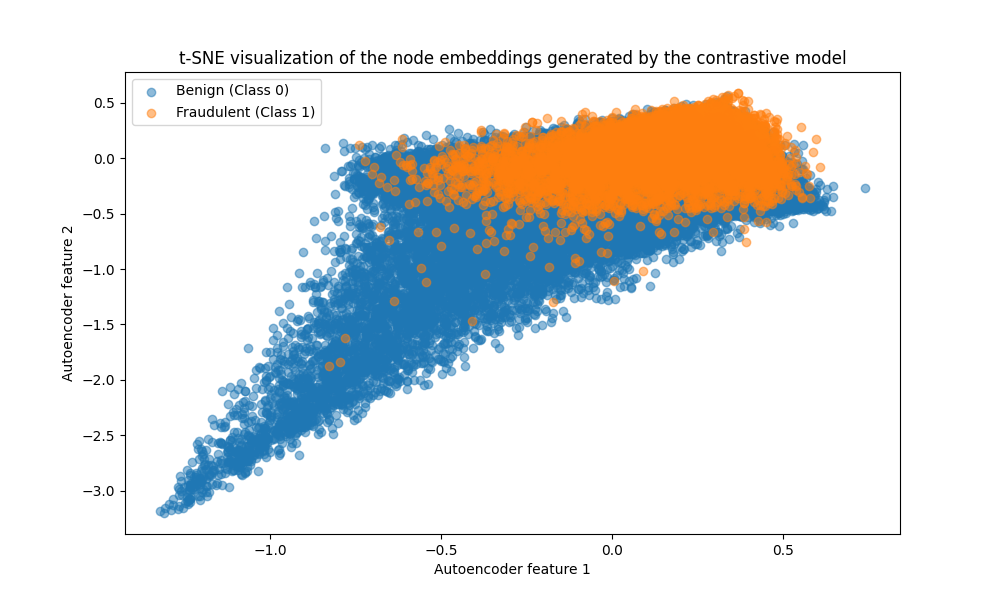 t-SNE visualization of the node embeddings generated by the contrastive model
Benign (Class 0)
Fraudulent (Class 1)
0.5
0.0
−0.5
−1.0
−1.5
−2.0
−2.5
−3.0
Autoencoder feature 2
−1.0
−0.5
0.0
0.5
Autoencoder feature 1